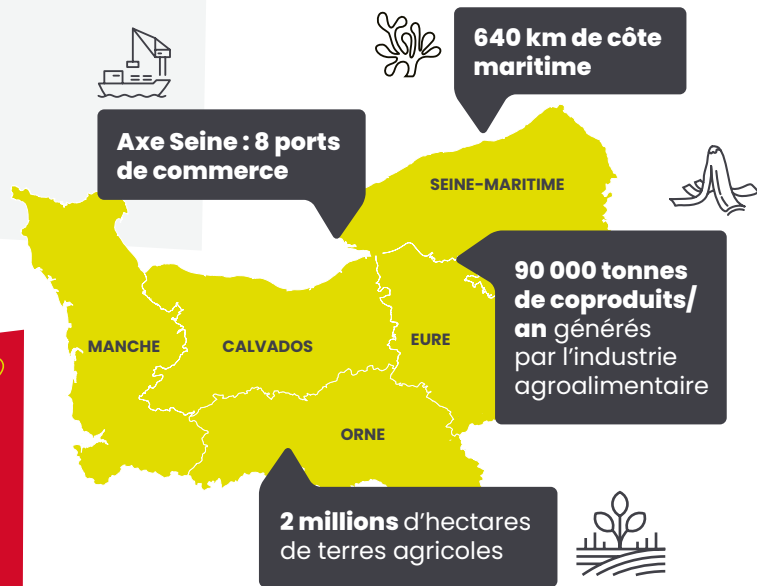 640 km de côte
maritime
Axe Seine : 8 ports
de commerce
SEINE-MARITIME
90 000 tonnes
de coproduits/
an générés
par l'industrie
agroalimentaire
MANCHE
CALVADOS
EURE
ORNE
2 millions d'hectares
de terres agricoles